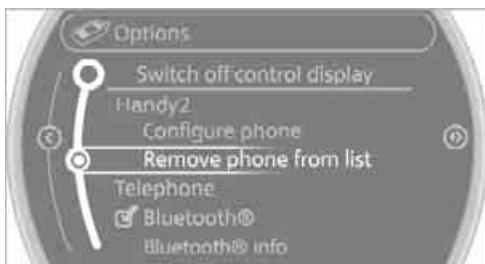 Options
Switch off control display
Handy2
Configure phone
Remove phone from list
Telephone
Bluetooth®
Bluetooth® info